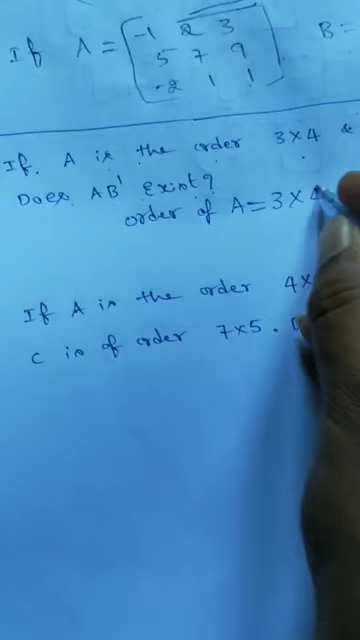 If A = [ -1 2 3 B =
5 7 9
-2 1 1 ]
If. A is the order 3×4 &
Does AB' Exist?
order of A = 3×4
If A is the order 4×
C is of order 7×5.